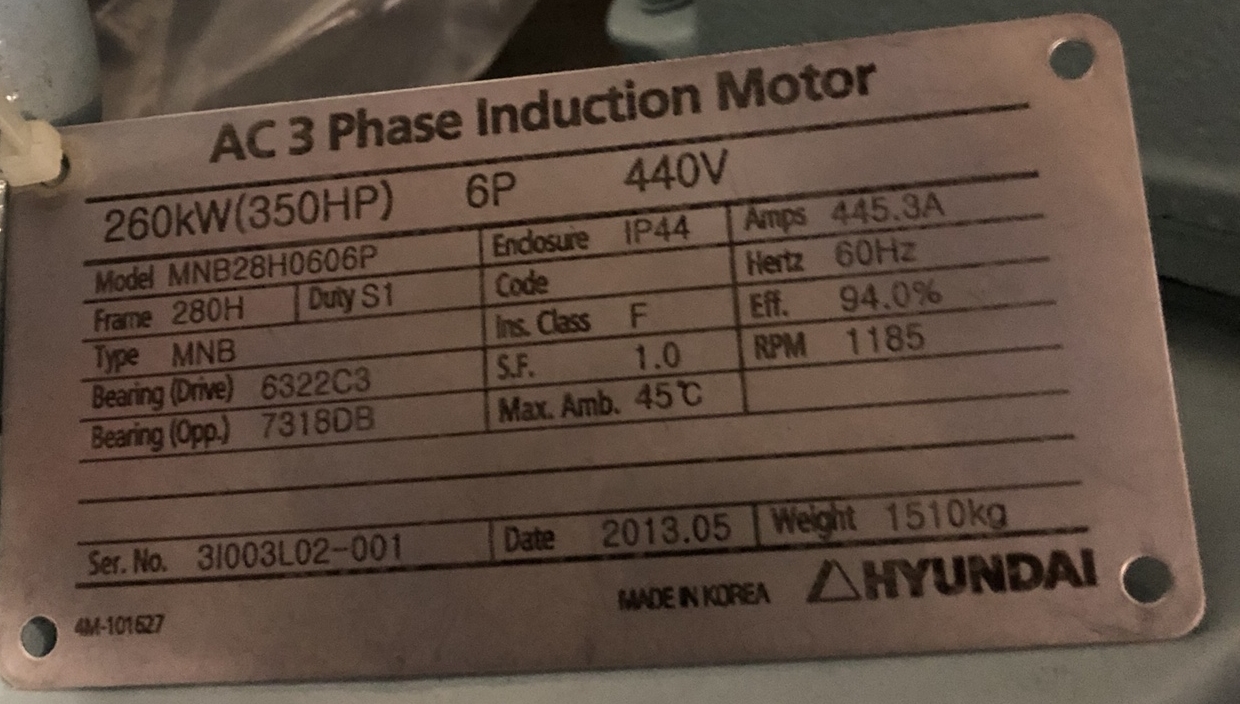 AC 3 Phase Induction Motor
260kW(350HP) 6P 440V
Model MNB28H0606P Enclosure IP44 Amps 445.3A
Frame 280H Duty S1 Code Hertz 60Hz
Type MNB Ins. Class F Eff. 94.0%
Bearing (Drive) 6322C3 S.F. 1.0 RPM 1185
Bearing (Opp.) 7318DB Max. Amb. 45℃
Ser. No. 3I003L02-001 Date 2013.05 Weight 1510kg
4M-101527 MADE IN KOREA HYUNDAI